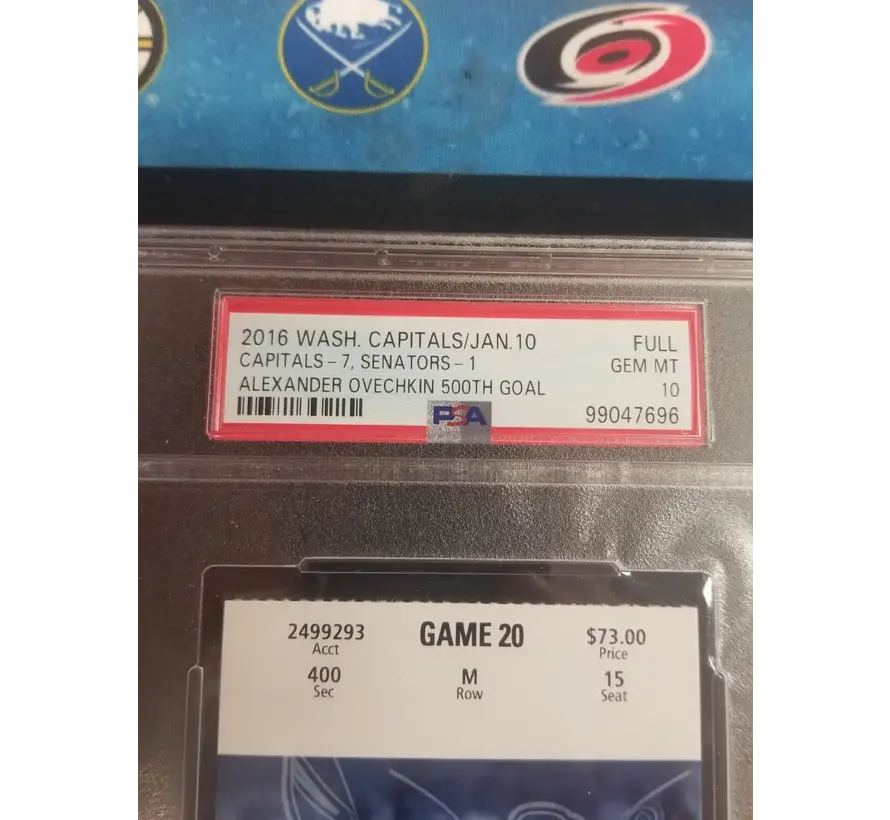 2016 WASH. CAPITALS/JAN.10 FULL
CAPITALS - 7, SENATORS - 1 GEM MT
ALEXANDER OVECHKIN 500TH GOAL 10
PSA 99047696
2499293 GAME 20 $73.00
Acct Price
400 M 15
Sec Row Seat